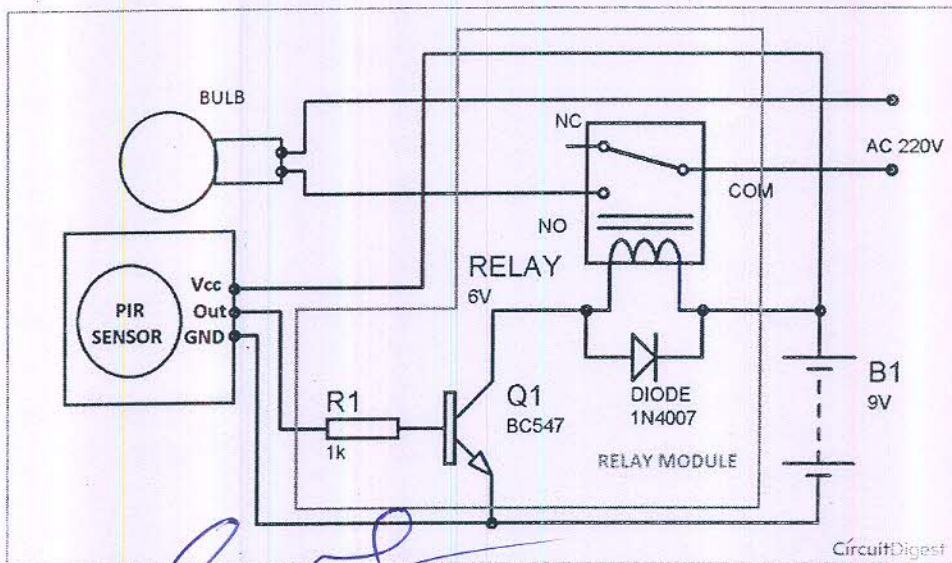 BULB
NC
AC 220V
COM
NO
RELAY
6V
Vcc
Out
GND
PIR
SENSOR
R1
1k
Q1
BC547
DIODE
1N4007
RELAY MODULE
B1
9V
CircuitDigest